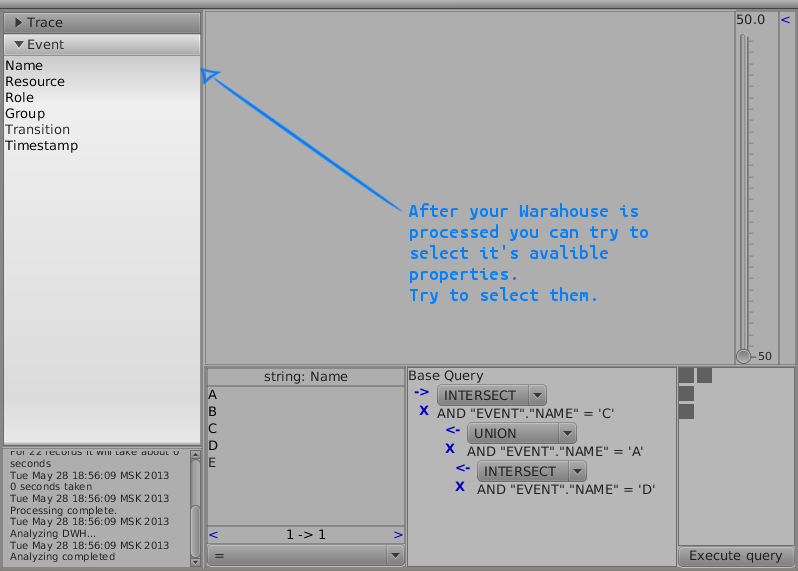 Trace
Event
Name
Resource
Role
Group
Transition
Timestamp
50.0
<
After your Warahouse is
processed you can try to
select it's avalible
properties.
Try to select them.
-50
For 22 records it will take about 0
seconds
Tue May 28 18:56:09 MSK 2013
0 seconds taken
Tue May 28 18:56:09 MSK 2013
Processing complete.
Tue May 28 18:56:09 MSK 2013
Analyzing DWH...
Tue May 28 18:56:09 MSK 2013
Analyzing completed
string: Name
A
B
C
D
E
< 1 -> 1 >
=
Base Query
-> INTERSECT
X AND "EVENT"."NAME" = 'C'
<- UNION
X AND "EVENT"."NAME" = 'A'
<- INTERSECT
X AND "EVENT"."NAME" = 'D'
Execute query